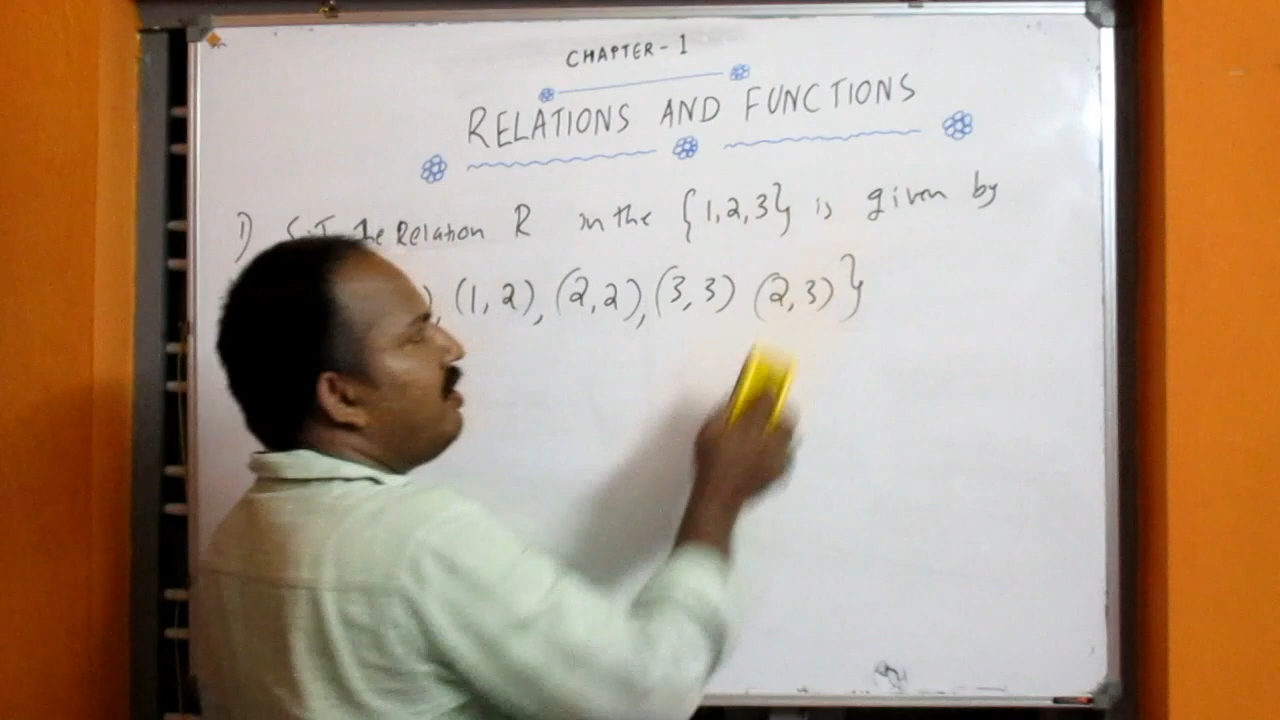 CHAPTER-1
RELATIONS AND FUNCTIONS
1) S.T the Relation R in the {1,2,3} is given by
), (1,2), (2,2), (3,3) (2,3)}